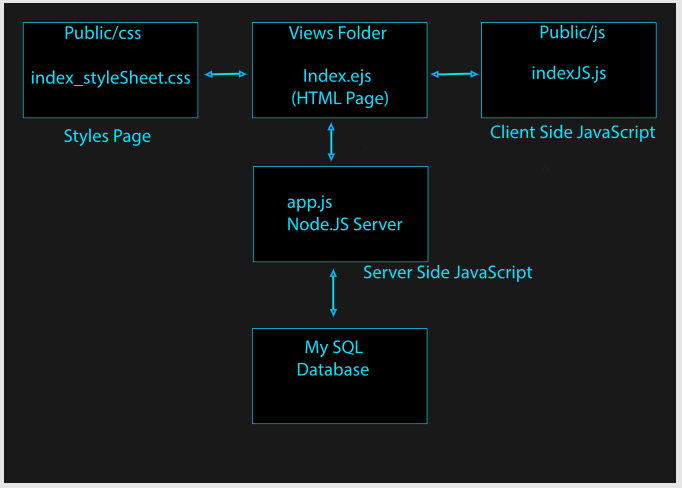 Public/css
index_styleSheet.css
Styles Page
Views Folder
Index.ejs
(HTML Page)
Public/js
indexJS.js
Client Side JavaScript
app.js
Node.JS Server
Server Side JavaScript
My SQL
Database